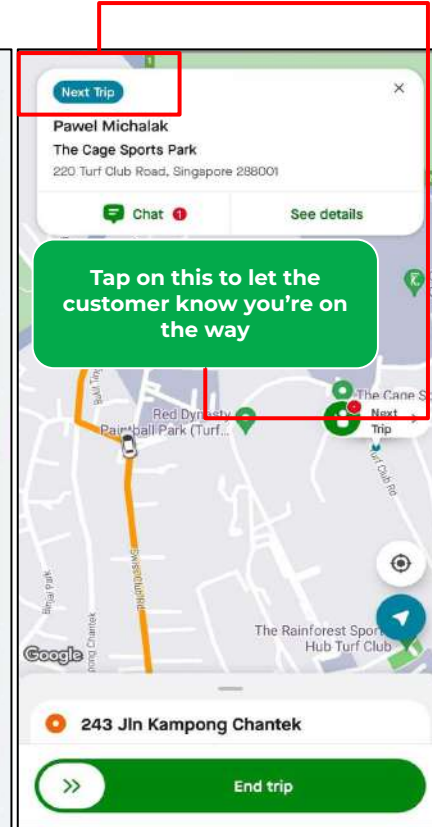 1
Next Trip
Pawel Michalak
The Cage Sports Park
220 Turf Club Road, Singapore 288001
Chat 1
See details
Tap on this to let the
customer know you're on
the way
The Cage S
Red Dynasty
Paintball Park (Turf...
Next
Trip
Turf Club Rd
Swiss Club Rd
The Rainforest Spor
Hub Turf Club
Google
243 Jln Kampong Chantek
End trip